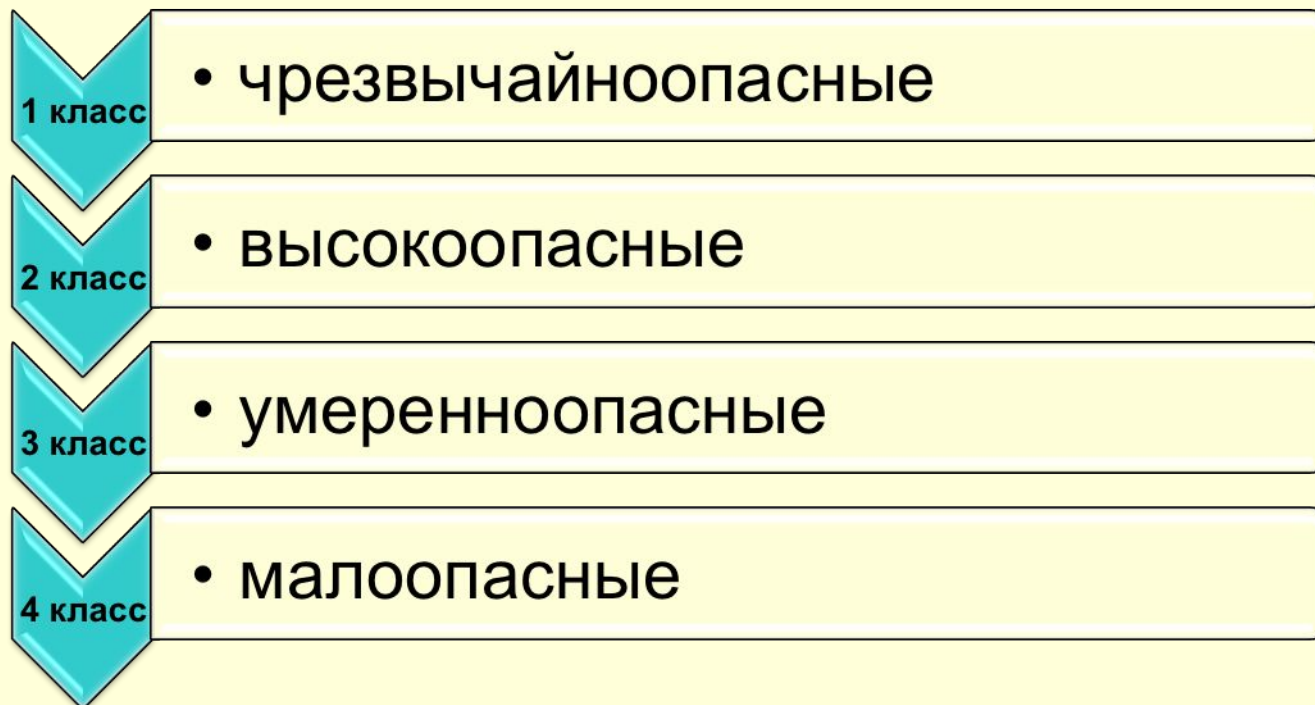 1 класс
• чрезвычайноопасные
2 класс
• высокоопасные
3 класс
• умеренноопасные
4 класс
• малоопасные